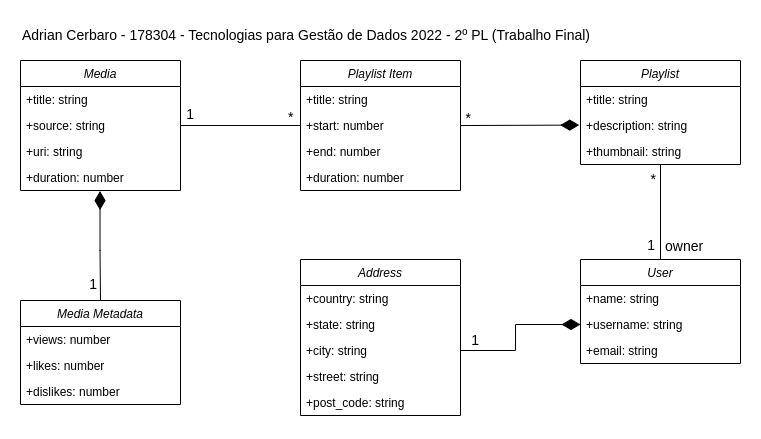 Adrian Cerbaro - 178304 - Tecnologias para Gestão de Dados 2022 - 2º PL (Trabalho Final)
Media
+title: string
+source: string
+uri: string
+duration: number
1
*
Playlist Item
+title: string
+start: number
+end: number
+duration: number
*
Playlist
+title: string
+description: string
+thumbnail: string
*
1
owner
1
Media Metadata
+views: number
+likes: number
+dislikes: number
Address
+country: string
+state: string
+city: string
+street: string
+post_code: string
1
User
+name: string
+username: string
+email: string